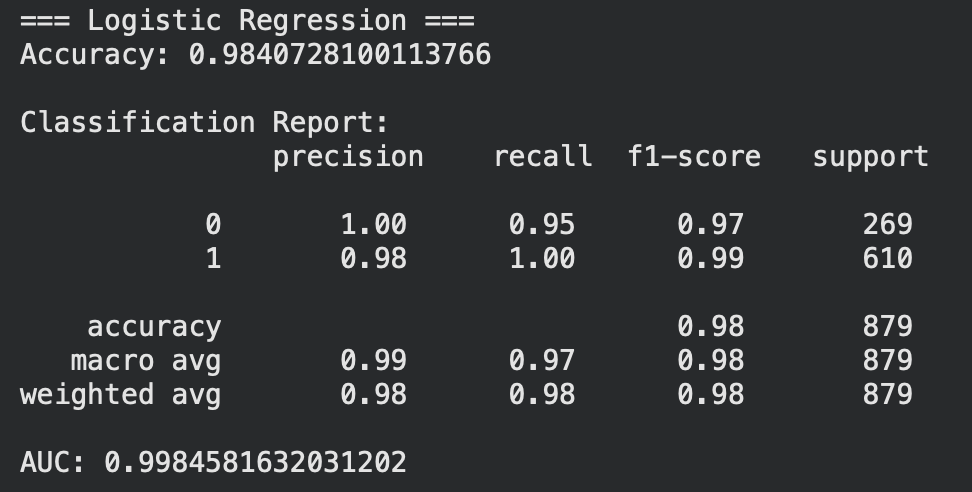 === Logistic Regression ===
Accuracy: 0.9840728100113766
Classification Report:
precision recall f1-score support
0 1.00 0.95 0.97 269
1 0.98 1.00 0.99 610
accuracy 0.98 879
macro avg 0.99 0.97 0.98 879
weighted avg 0.98 0.98 0.98 879
AUC: 0.9984581632031202